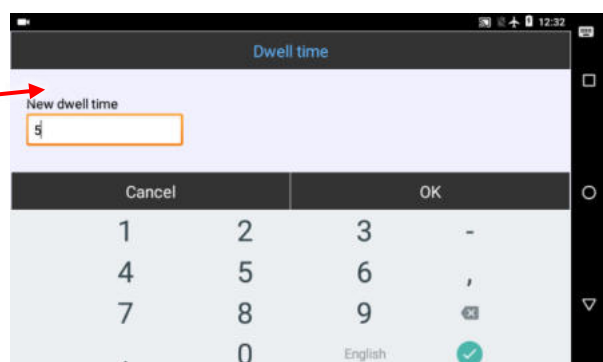 12:32
Dwell time
New dwell time
5
Cancel OK
1 2 3 -
4 5 6 ,
7 8 9
. 0 English